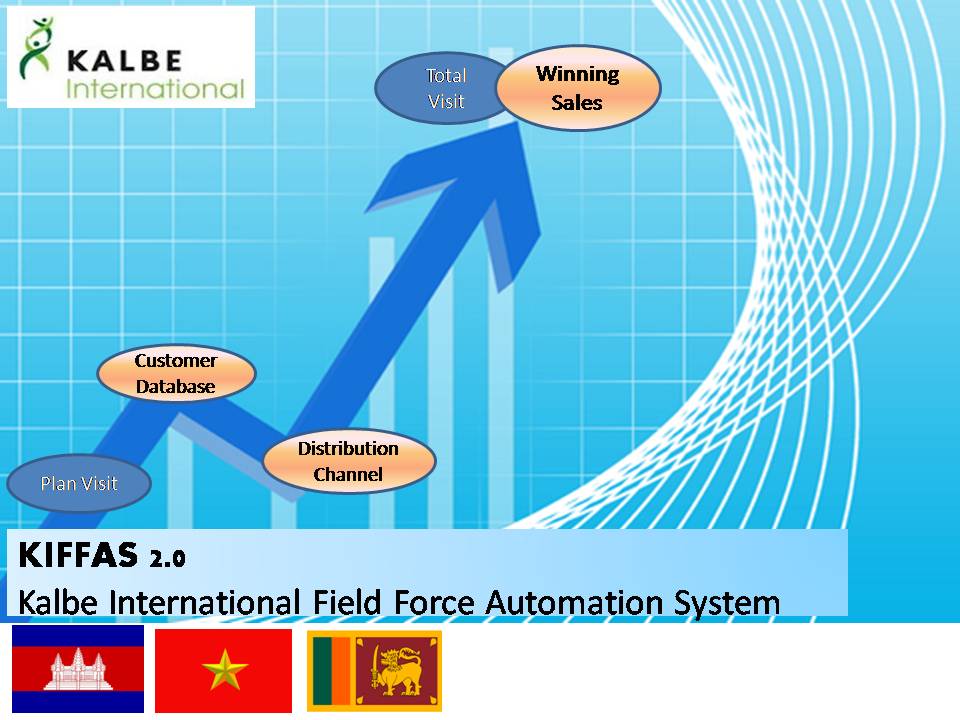 KALBE
International
Total
Visit
Winning
Sales
Customer
Database
Distribution
Channel
Plan Visit
KIFFAS 2.0
Kalbe International Field Force Automation System